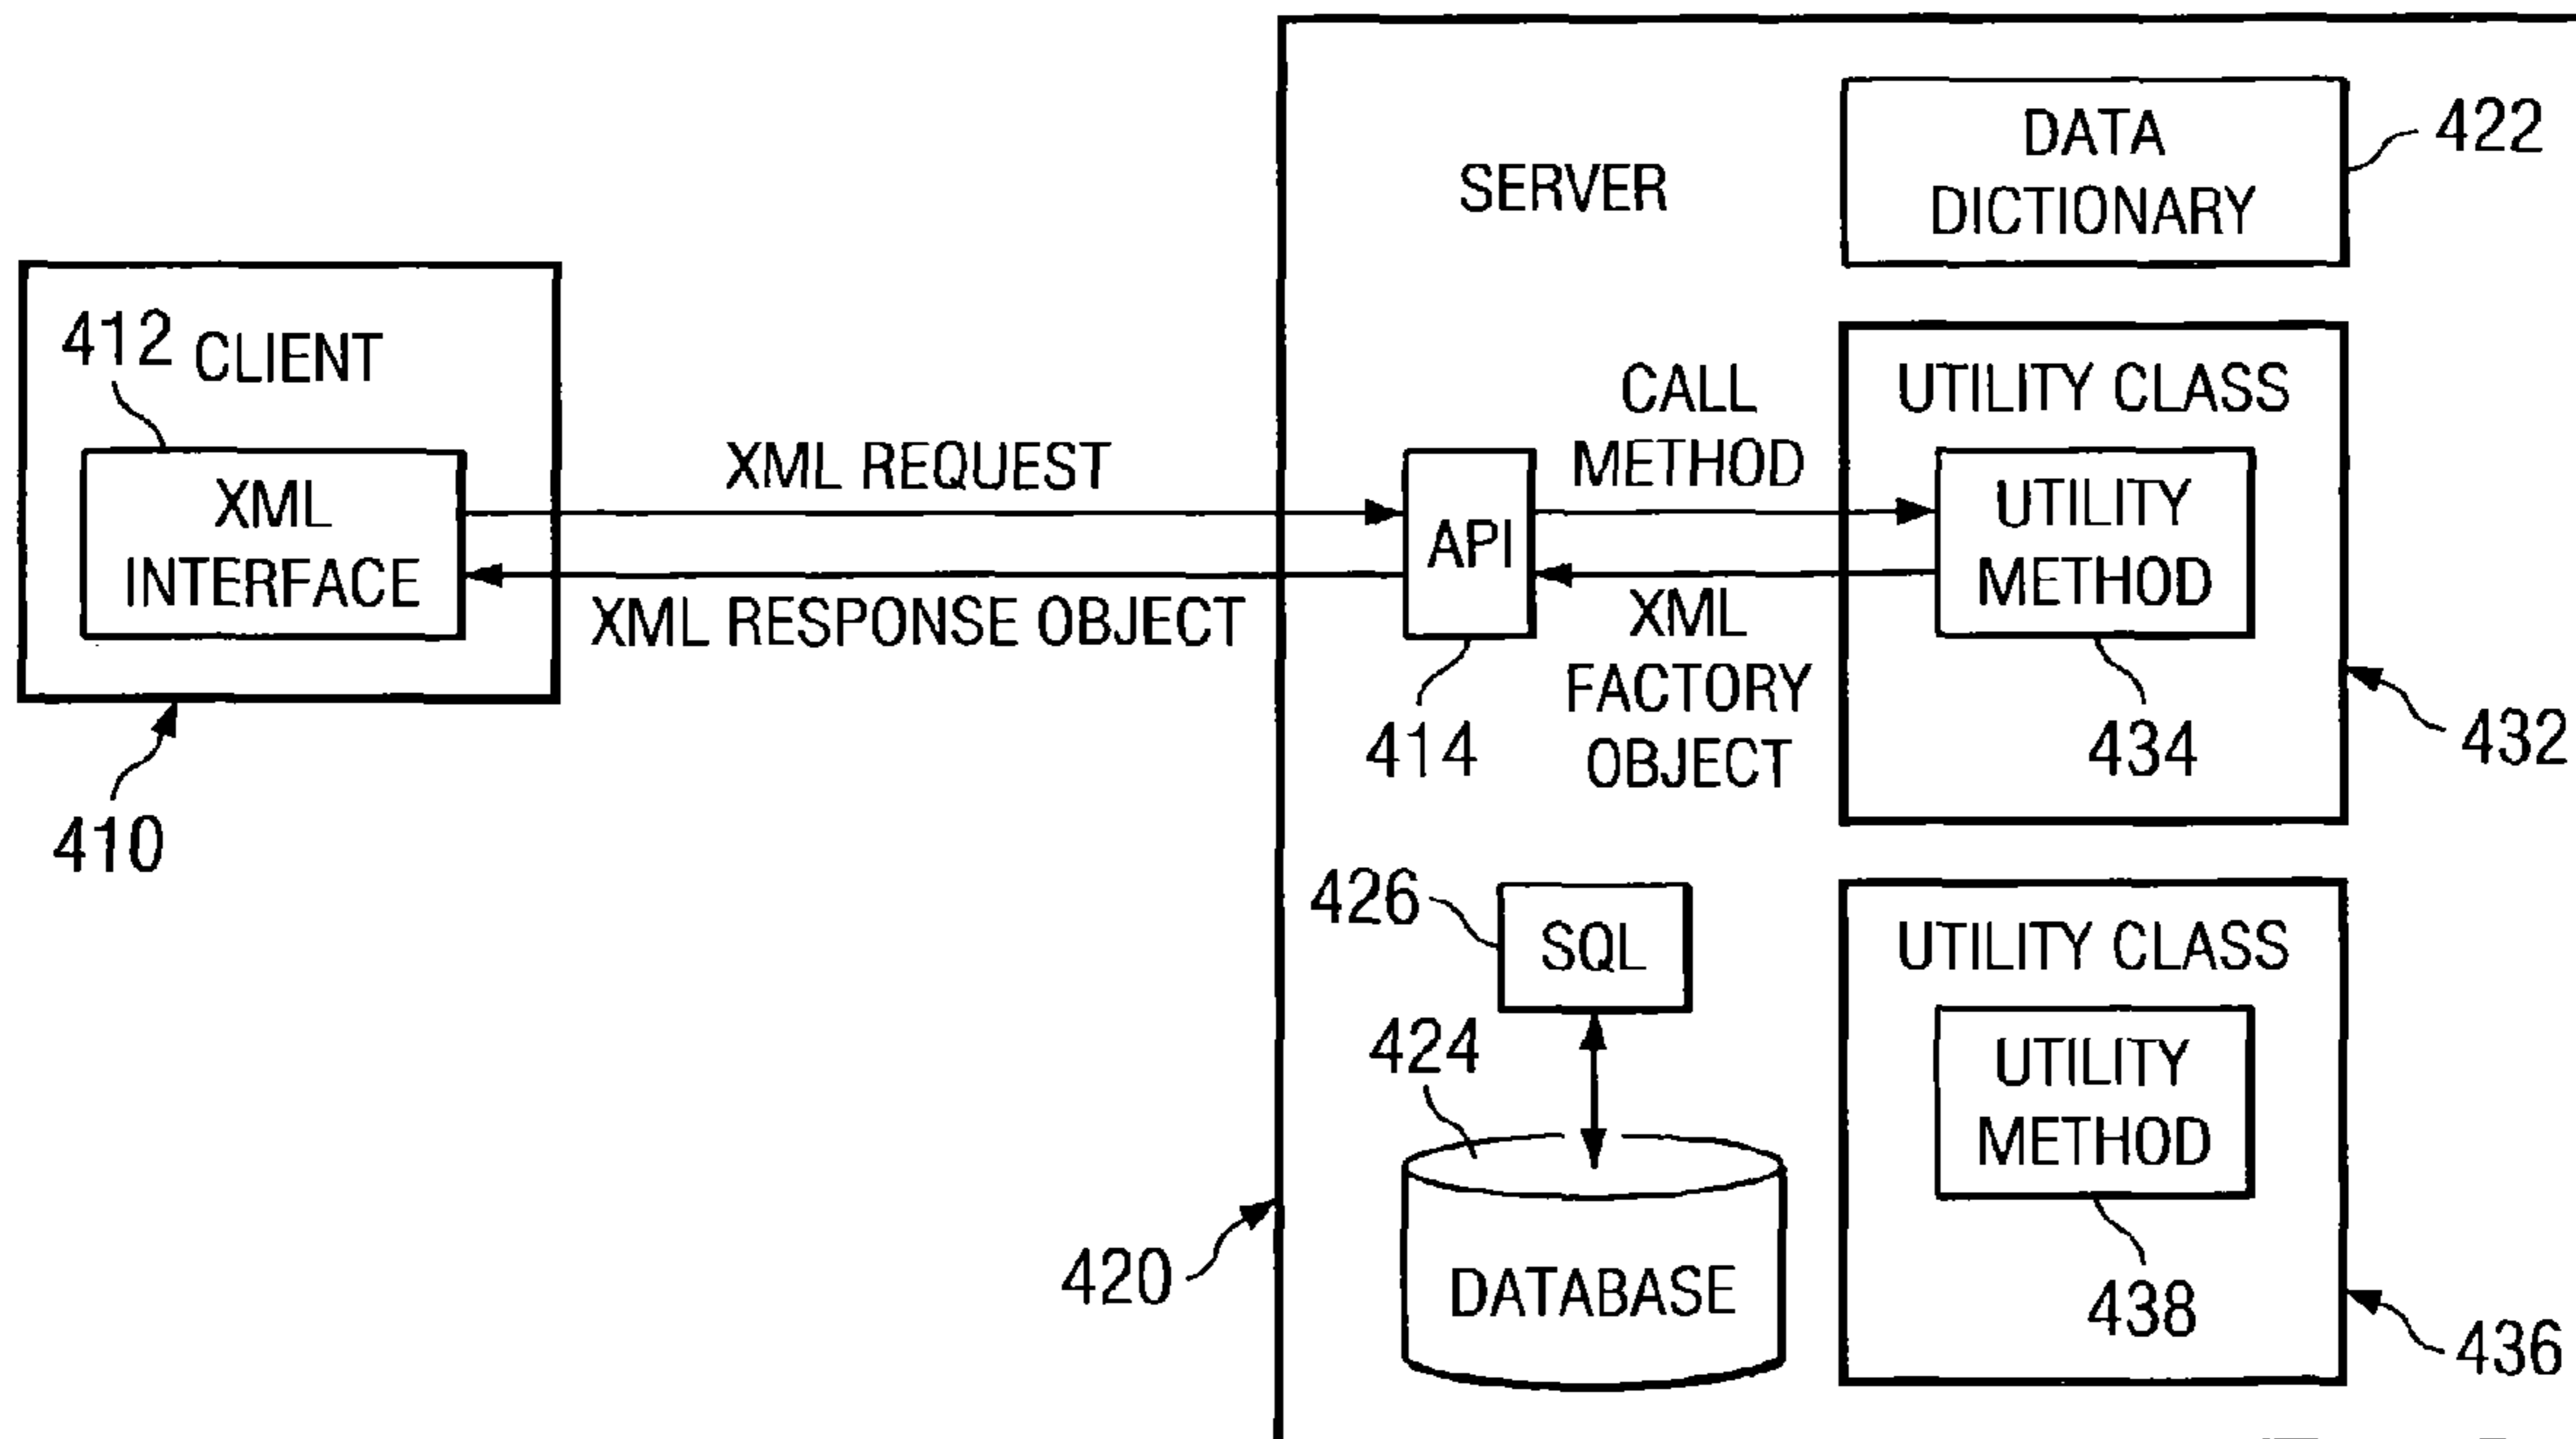 SERVER
DATA
DICTIONARY
422
412
CLIENT
XML
INTERFACE
410
XML REQUEST
XML RESPONSE OBJECT
API
414
CALL
METHOD
XML
FACTORY
OBJECT
UTILITY CLASS
UTILITY
METHOD
434
432
426
SQL
424
DATABASE
420
UTILITY CLASS
UTILITY
METHOD
438
436